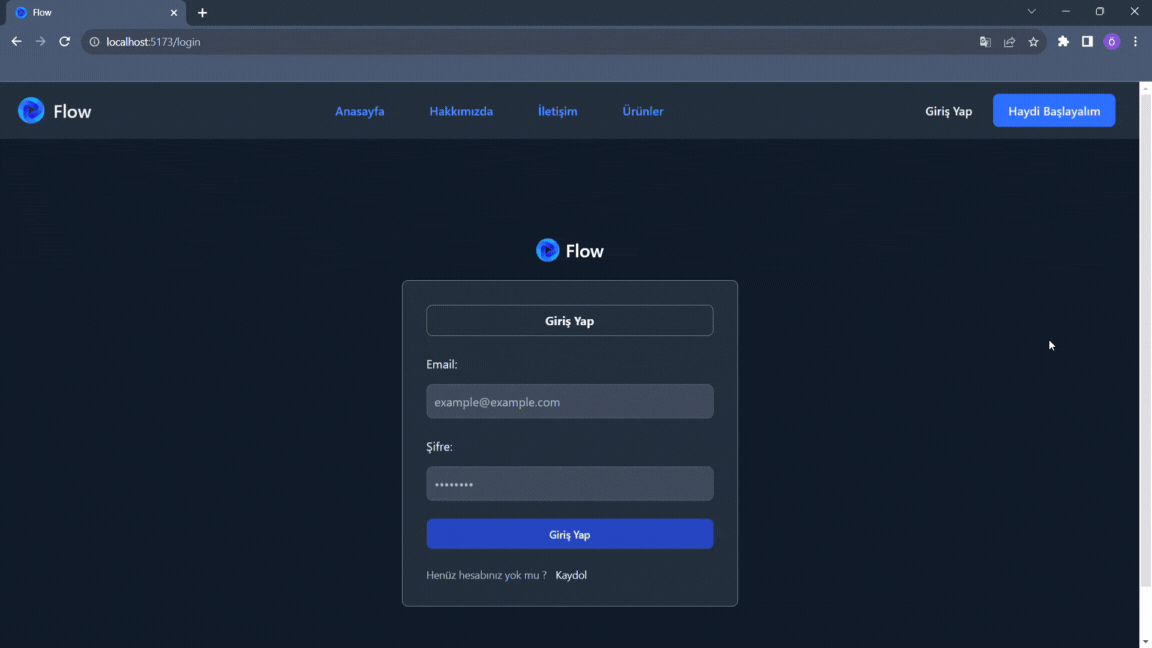 Flow
localhost:5173/login
Ö
Flow
Anasayfa Hakkımızda İletişim Ürünler
Giriş Yap Haydi Başlayalım
Flow
Giriş Yap
Email:
example@example.com
Şifre:
••••••••
Giriş Yap
Henüz hesabınız yok mu ? Kaydol